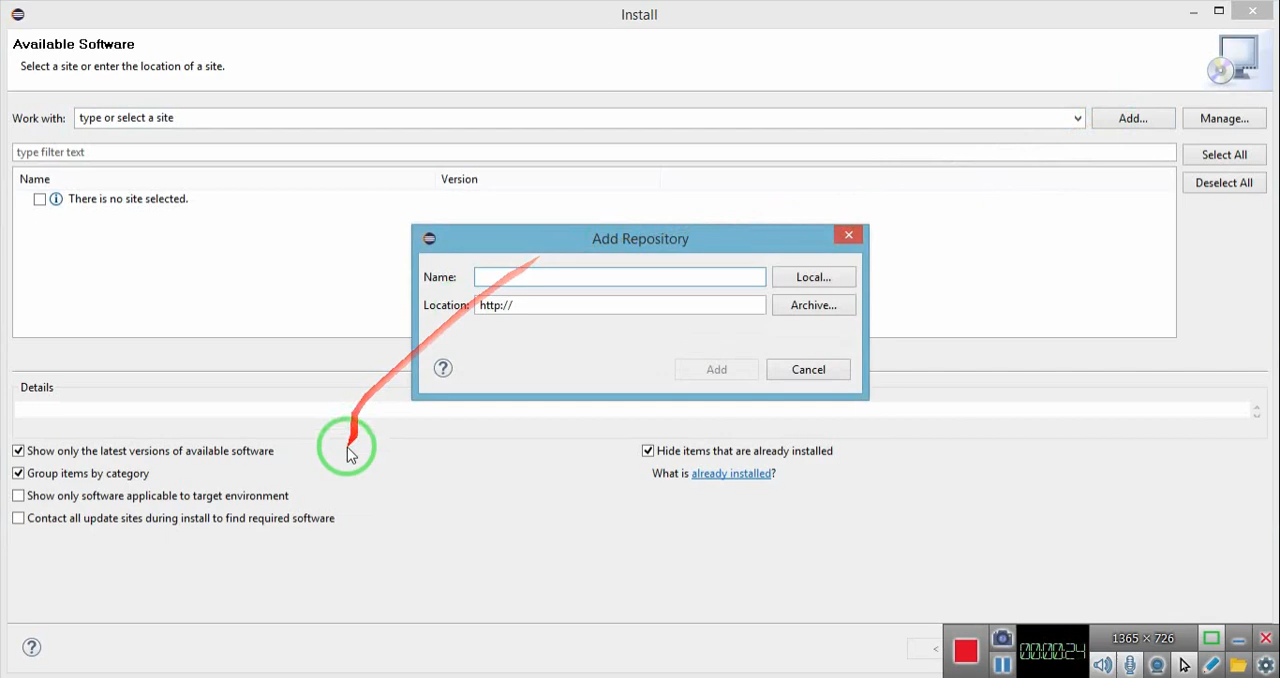 Install
Available Software
Select a site or enter the location of a site.
Work with: type or select a site Add... Manage...
type filter text Select All
Name Version Deselect All
There is no site selected.
Add Repository
Name: Local...
Location: http:// Archive...
Add Cancel
Details
Show only the latest versions of available software Hide items that are already installed
Group items by category What is already installed?
Show only software applicable to target environment
Contact all update sites during install to find required software
<
1365 × 726
00:00:24